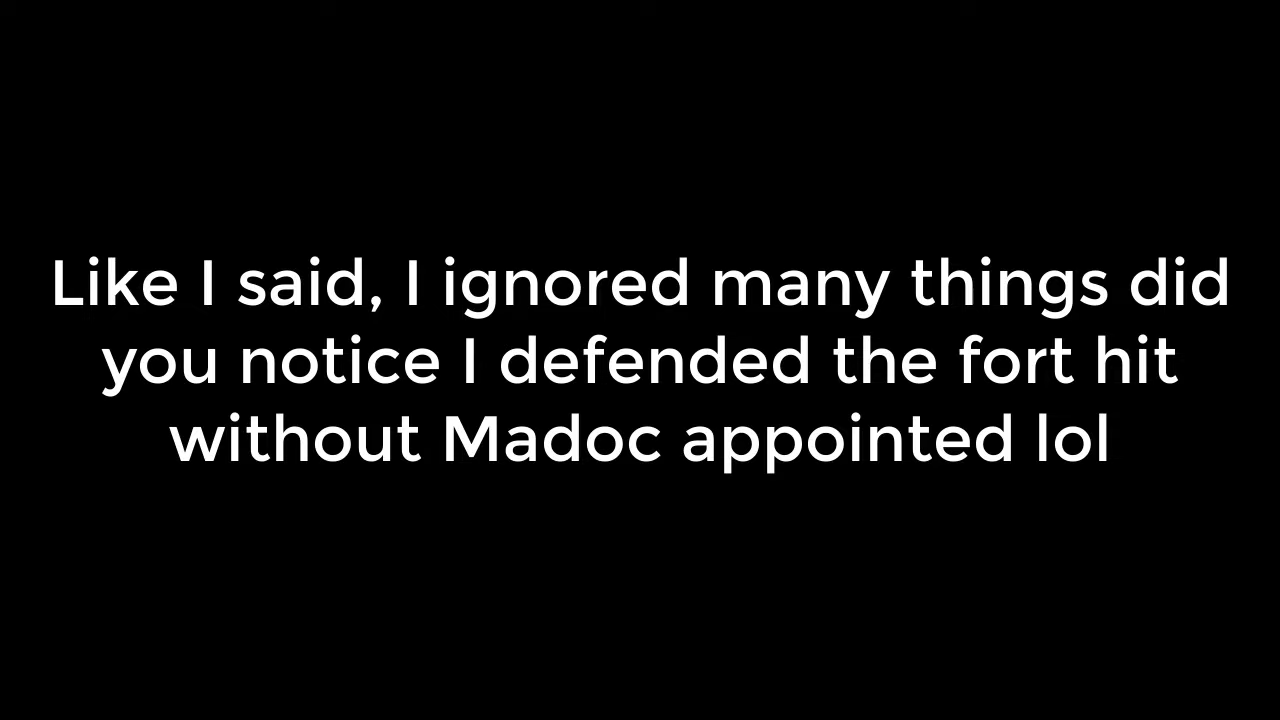 Like I said, I ignored many things did
you notice I defended the fort hit
without Madoc appointed lol